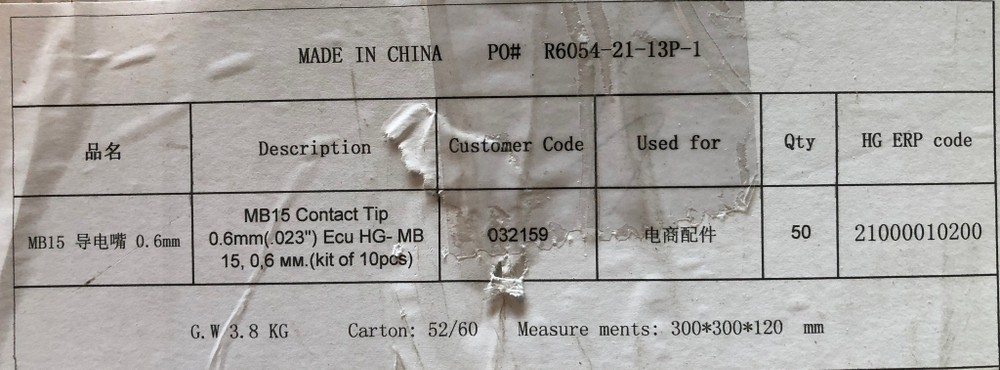 MADE IN CHINA PO# R6054-21-13P-1
品名 Description Customer Code Used for Qty HG ERP code
MB15 Contact Tip
MB15 导电嘴 0.6mm 0.6mm(.023") Ecu HG- MB 032159 电商配件 50 21000010200
15, 0,6 мм.(kit of 10pcs)
G.W 3.8 KG Carton: 52/60 Measure ments: 300*300*120 mm